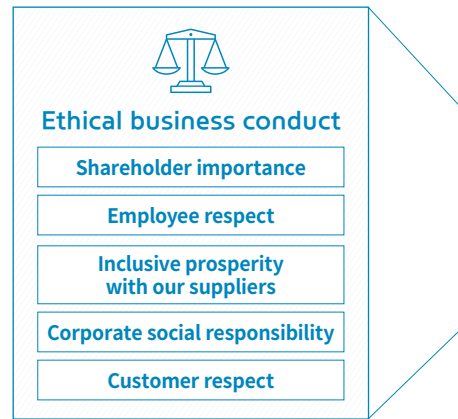 Ethical business conduct
Shareholder importance
Employee respect
Inclusive prosperity
with our suppliers
Corporate social responsibility
Customer respect